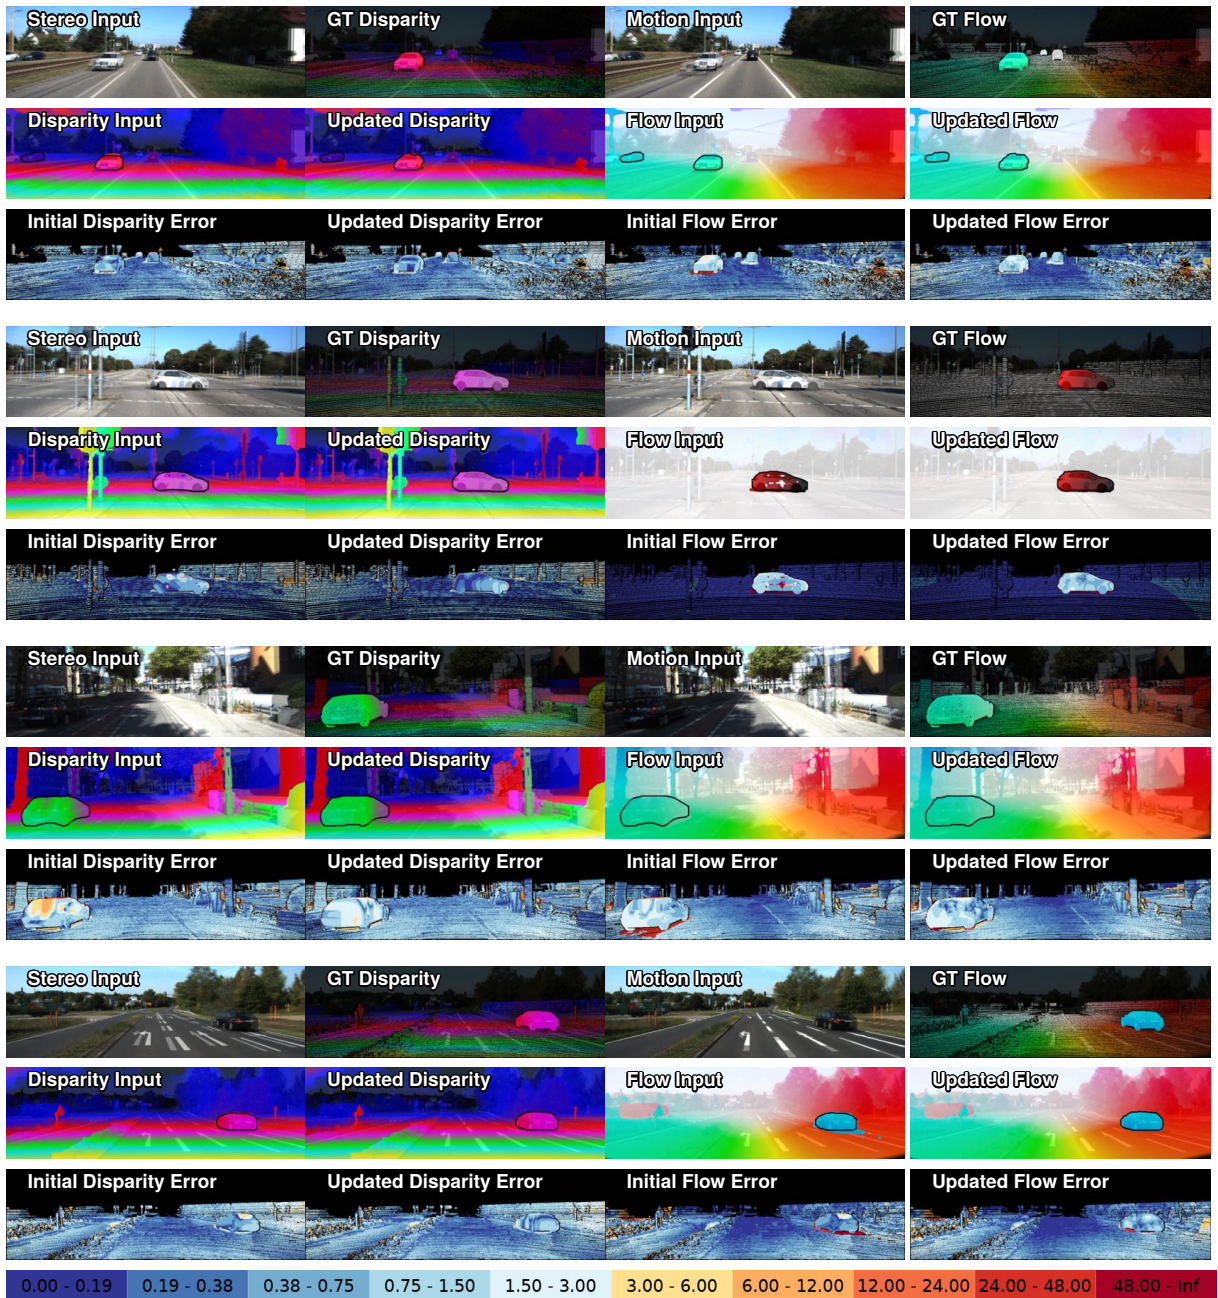 Stereo Input GT Disparity Motion Input GT Flow
Disparity Input Updated Disparity Flow Input Updated Flow
Initial Disparity Error Updated Disparity Error Initial Flow Error Updated Flow Error
Stereo Input GT Disparity Motion Input GT Flow
Disparity Input Updated Disparity Flow Input Updated Flow
Initial Disparity Error Updated Disparity Error Initial Flow Error Updated Flow Error
Stereo Input GT Disparity Motion Input GT Flow
Disparity Input Updated Disparity Flow Input Updated Flow
Initial Disparity Error Updated Disparity Error Initial Flow Error Updated Flow Error
Stereo Input GT Disparity Motion Input GT Flow
Disparity Input Updated Disparity Flow Input Updated Flow
Initial Disparity Error Updated Disparity Error Initial Flow Error Updated Flow Error
0.00 - 0.19 0.19 - 0.38 0.38 - 0.75 0.75 - 1.50 1.50 - 3.00 3.00 - 6.00 6.00 - 12.00 12.00 - 24.00 24.00 - 48.00 48.00 - Inf